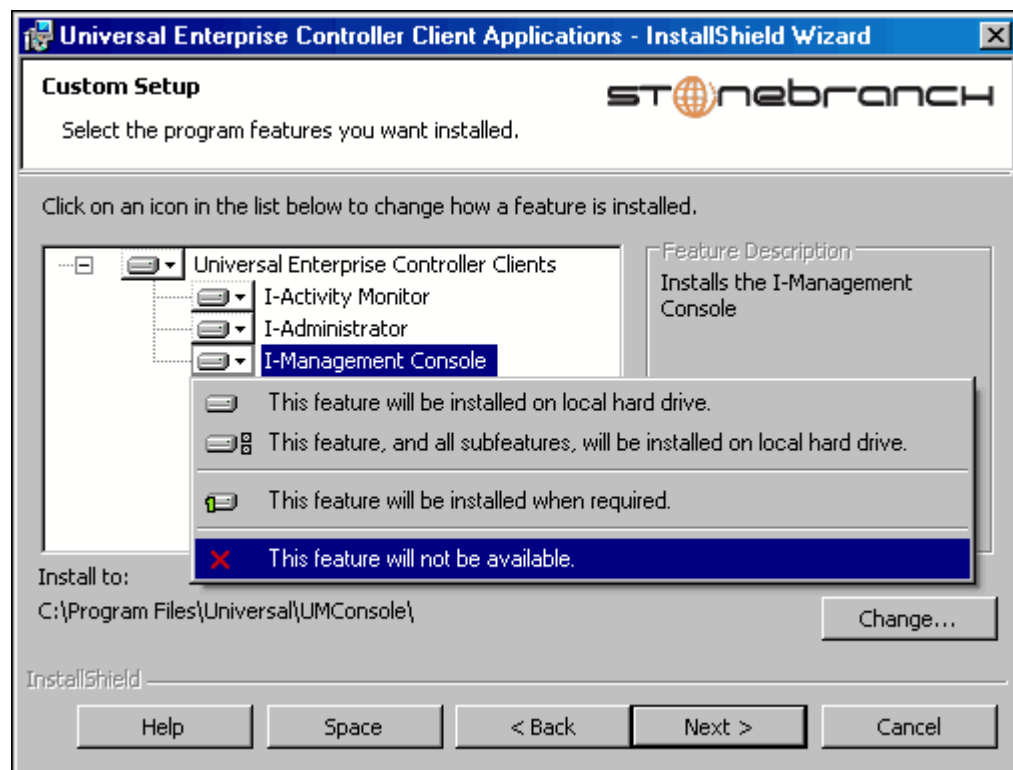 Universal Enterprise Controller Client Applications - InstallShield Wizard
Custom Setup
Select the program features you want installed.
STONEBRANCH
Click on an icon in the list below to change how a feature is installed.
Universal Enterprise Controller Clients
I-Activity Monitor
I-Administrator
I-Management Console
Feature Description
Installs the I-Management
Console
This feature will be installed on local hard drive.
This feature, and all subfeatures, will be installed on local hard drive.
This feature will be installed when required.
This feature will not be available.
Install to:
C:\Program Files\Universal\UMConsole\
Change...
InstallShield
Help
Space
< Back
Next >
Cancel